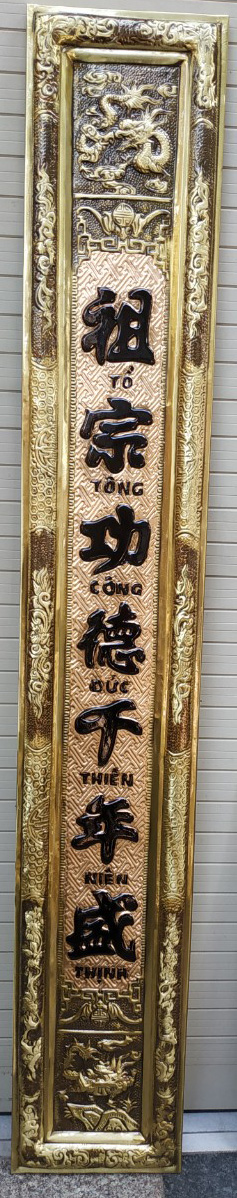 祖
TỔ
宗
TÔNG
功
CÔNG
德
ĐỨC
千
THIÊN
年
NIÊN
盛
THỊNH